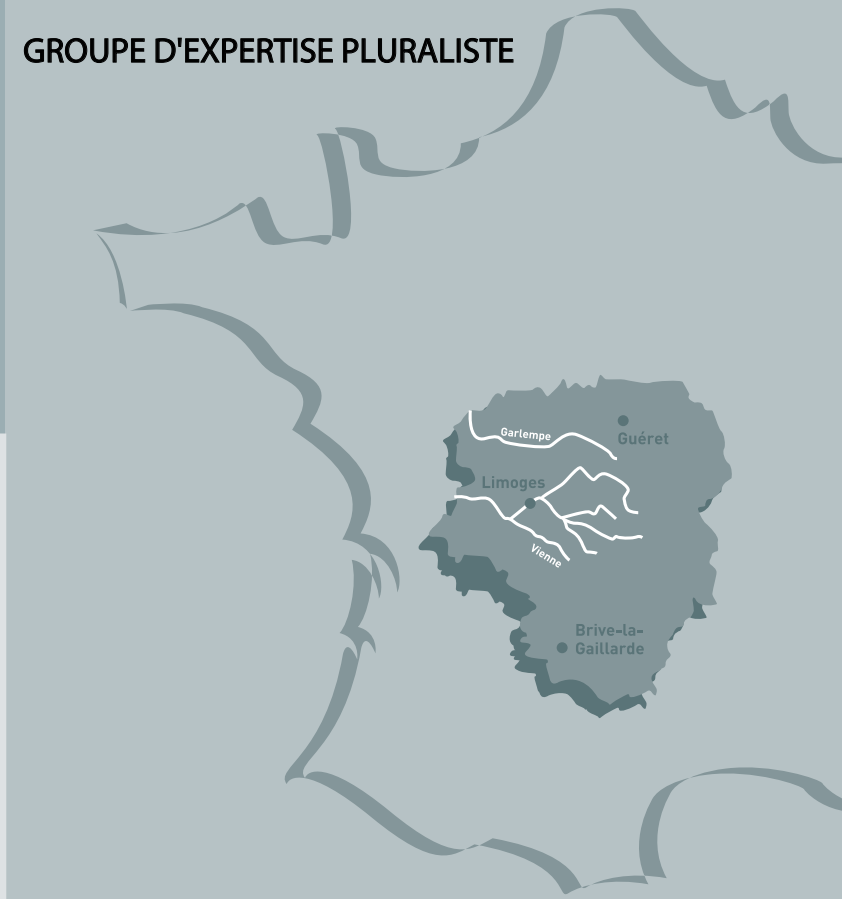 GROUPE D'EXPERTISE PLURALISTE
Garlempe
Guéret
Limoges
Vienne
Brive-la-
Gaillarde